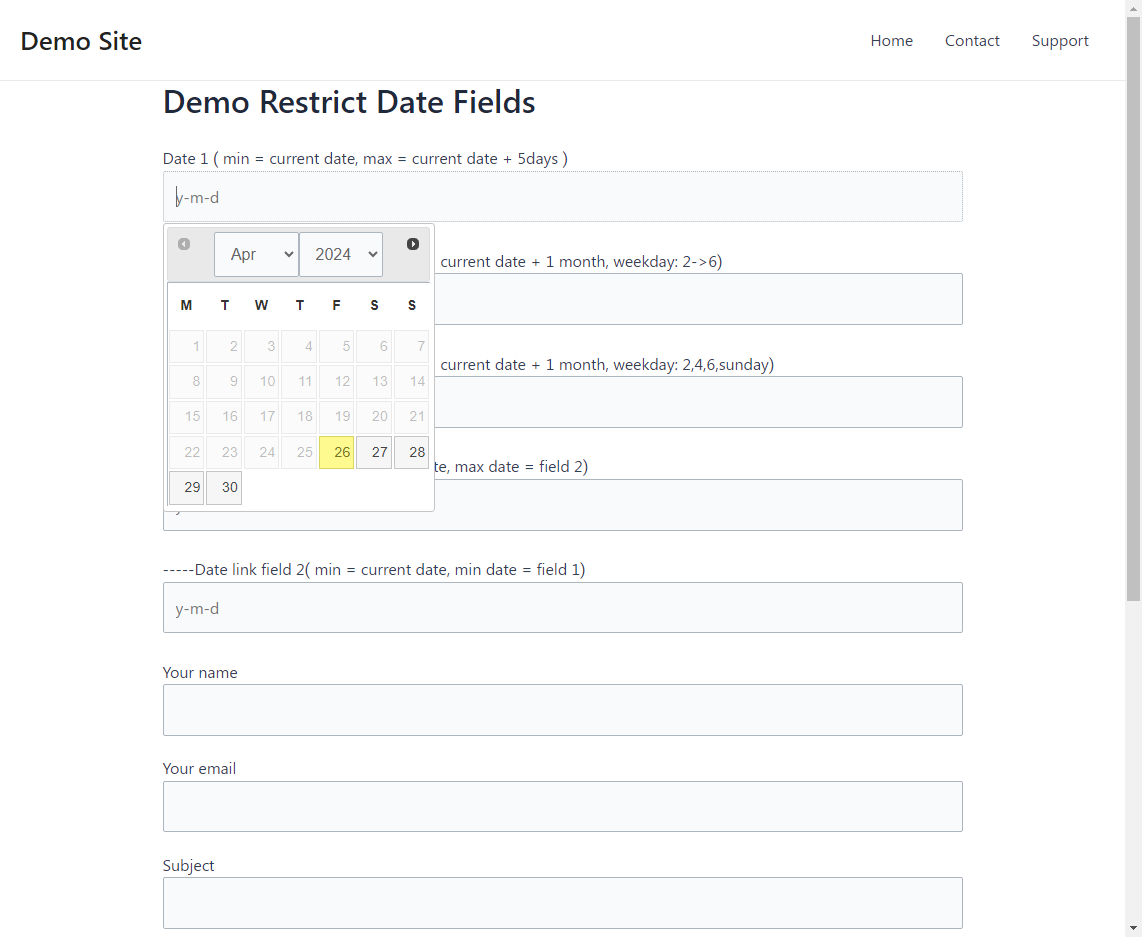 Demo Site
Home Contact Support
Demo Restrict Date Fields
Date 1 ( min = current date, max = current date + 5days )
y-m-d
Apr 2024
M T W T F S S
1 2 3 4 5 6 7
8 9 10 11 12 13 14
15 16 17 18 19 20 21
22 23 24 25 26 27 28
29 30
current date + 1 month, weekday: 2->6)
current date + 1 month, weekday: 2,4,6,sunday)
, max date = field 2)
-----Date link field 2( min = current date, min date = field 1)
y-m-d
Your name
Your email
Subject